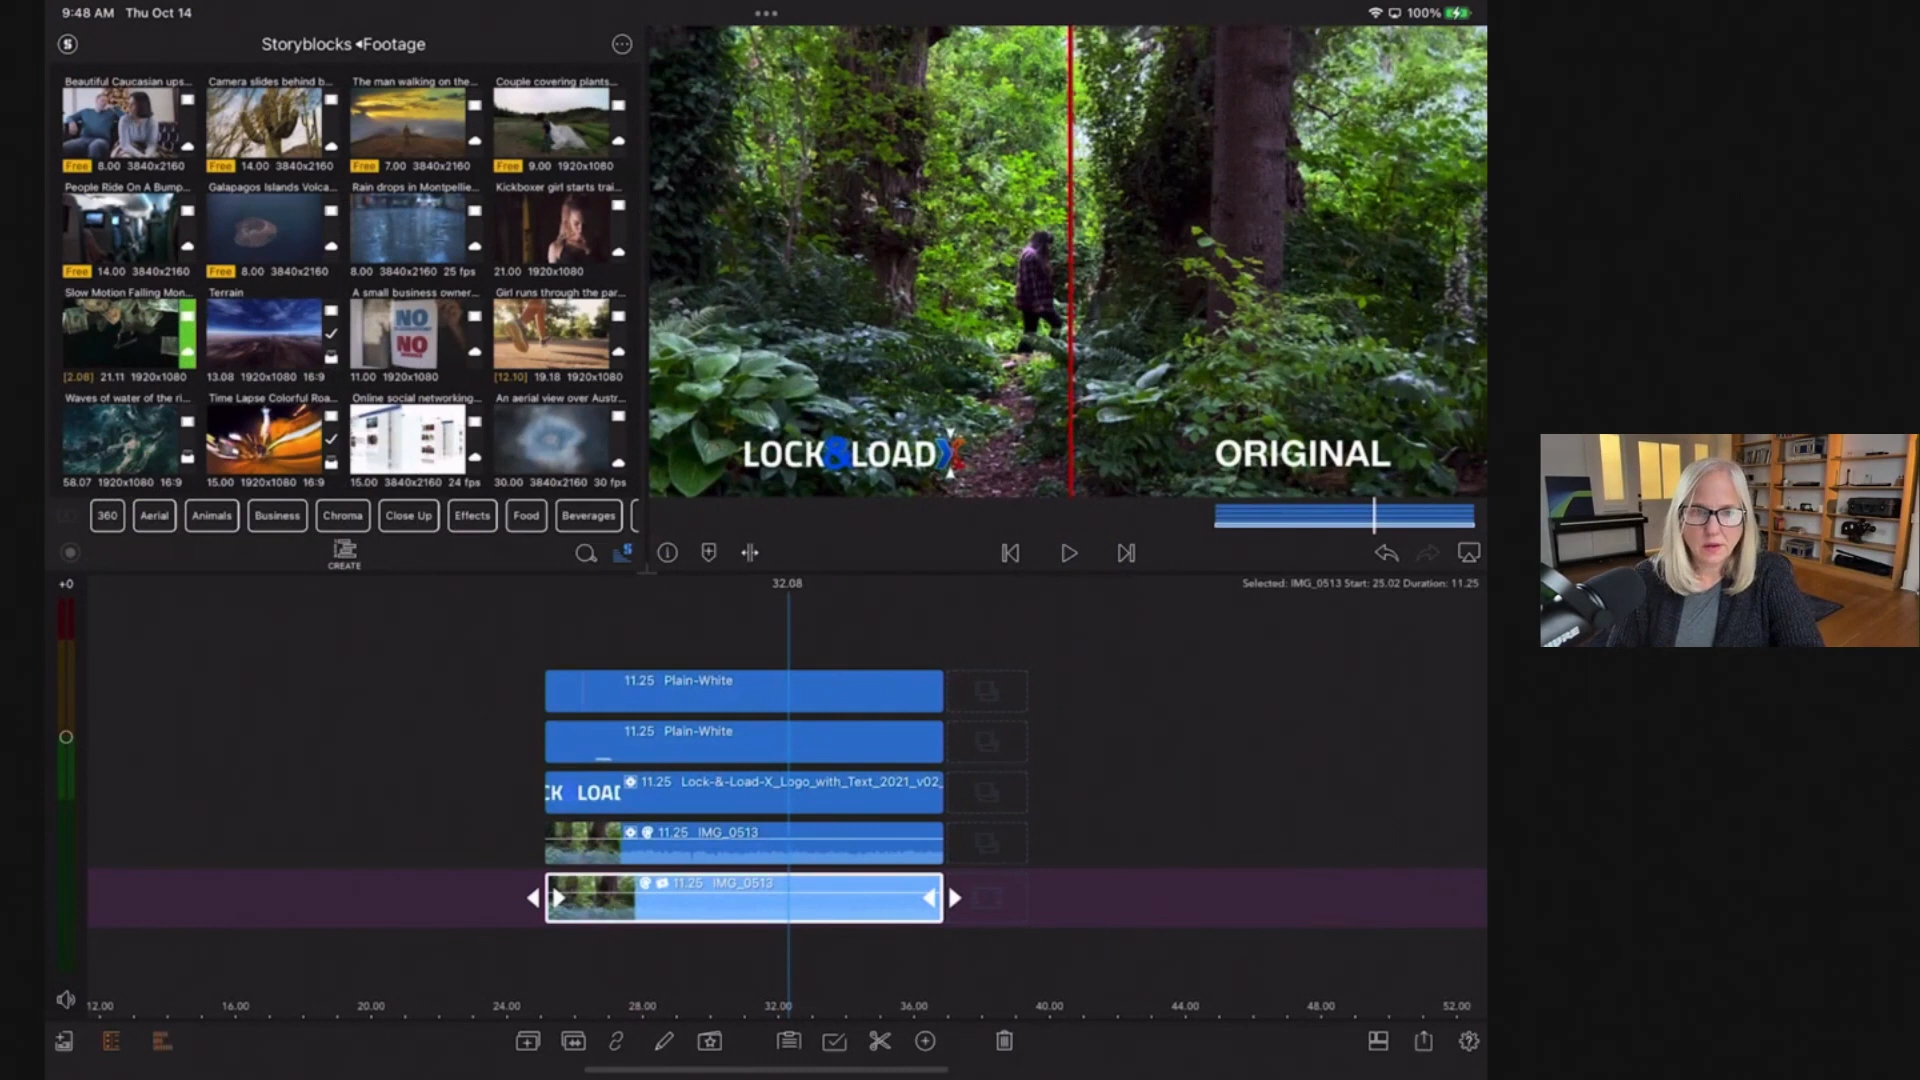 9:48 AM Thu Oct 14
100%
Storyblocks ◂Footage
Beautiful Caucasian ups... Camera slides behind b... The man walking on the... Couple covering plants...
Free 8.00 3840x2160 Free 14.00 3840x2160 Free 7.00 3840x2160 Free 9.00 1920x1080
People Ride On A Bump... Galapagos Islands Volca... Rain drops in Montpellie... Kickboxer girl starts trai...
Free 14.00 3840x2160 Free 8.00 3840x2160 8.00 3840x2160 25 fps 21.00 1920x1080
Slow Motion Falling Mon... Terrain A small business owner... Girl runs through the par...
NO
NO
[2.08] 21.11 1920x1080 13.08 1920x1080 16:9 11.00 1920x1080 [12.10] 19.18 1920x1080
Waves of water of the ri... Time Lapse Colorful Roa... Online social networking... An aerial view over Austr...
58.07 1920x1080 16:9 15.00 1920x1080 16:9 15.00 3840x2160 24 fps 30.00 3840x2160 30 fps
360 Aerial Animals Business Chroma Close Up Effects Food Beverages
CREATE
LOCK&LOADX ORIGINAL
+0 32.08 Selected: IMG_0513 Start: 25.02 Duration: 11.25
11.25 Plain-White
11.25 Plain-White
CK LOAD 11.25 Lock-&-Load-X_Logo_with_Text_2021_v02_
11.25 IMG_0513
11.25 IMG_0513
12.00 16.00 20.00 24.00 28.00 32.00 36.00 40.00 44.00 48.00 52.00